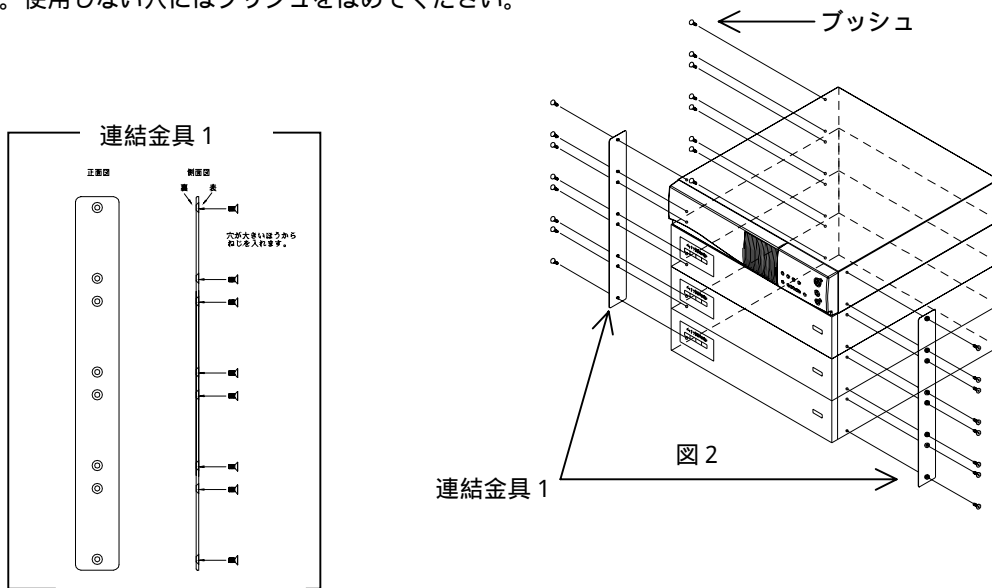 。使用しない穴にはブッシュをはめてください。
ブッシュ
連結金具 1
正面図
側面図
裏 表
穴が大きいほうから
ねじを入れます。
図 2
連結金具 1